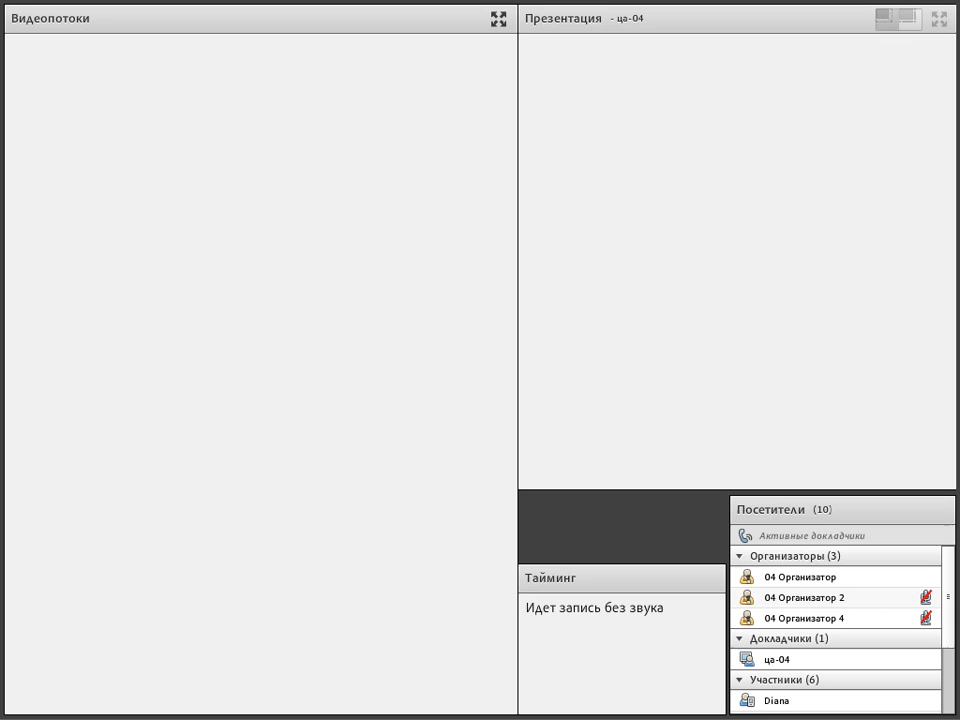 Видеопотоки
Презентация - ца-04
Посетители (10)
Активные докладчики
Организаторы (3)
04 Организатор
04 Организатор 2
04 Организатор 4
Докладчики (1)
ца-04
Участники (6)
Diana
Тайминг
Идет запись без звука